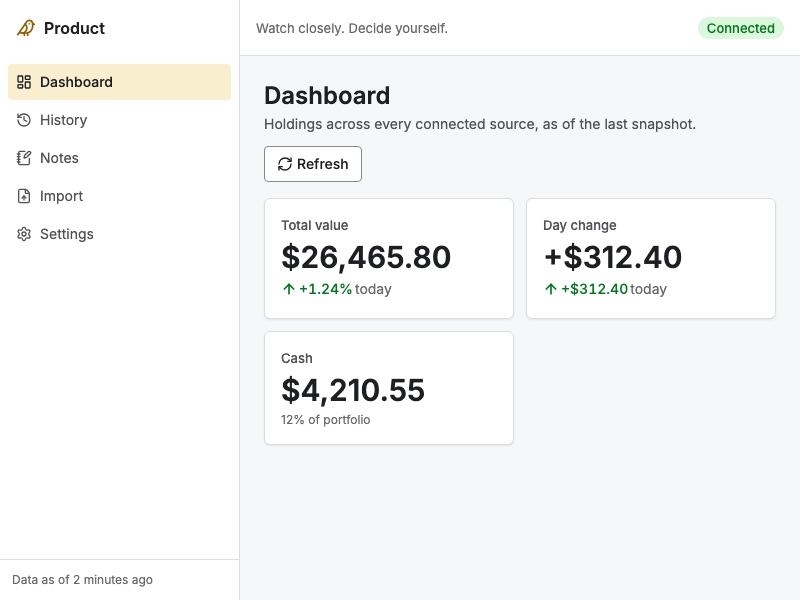 Product
Dashboard
History
Notes
Import
Settings
Data as of 2 minutes ago
Watch closely. Decide yourself.
Connected
Dashboard
Holdings across every connected source, as of the last snapshot.
Refresh
Total value
$26,465.80
+1.24% today
Day change
+$312.40
+$312.40 today
Cash
$4,210.55
12% of portfolio